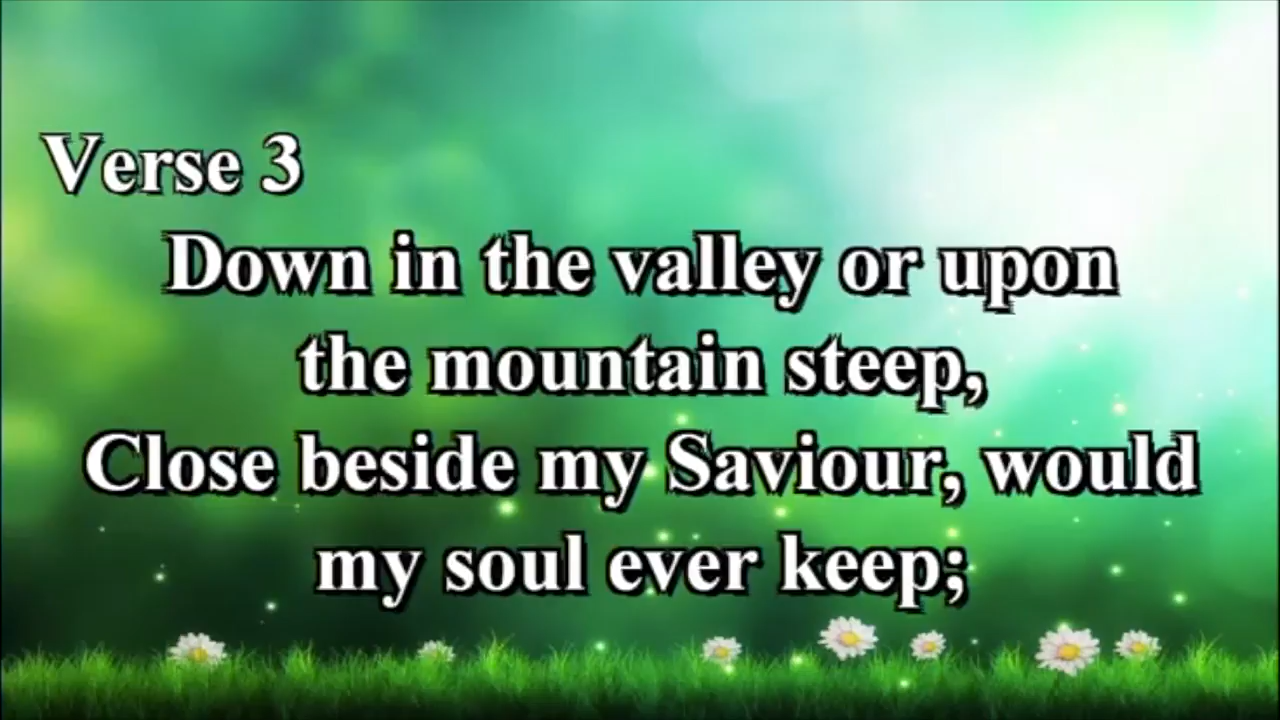 Verse 3
Down in the valley or upon
the mountain steep,
Close beside my Saviour, would
my soul ever keep;